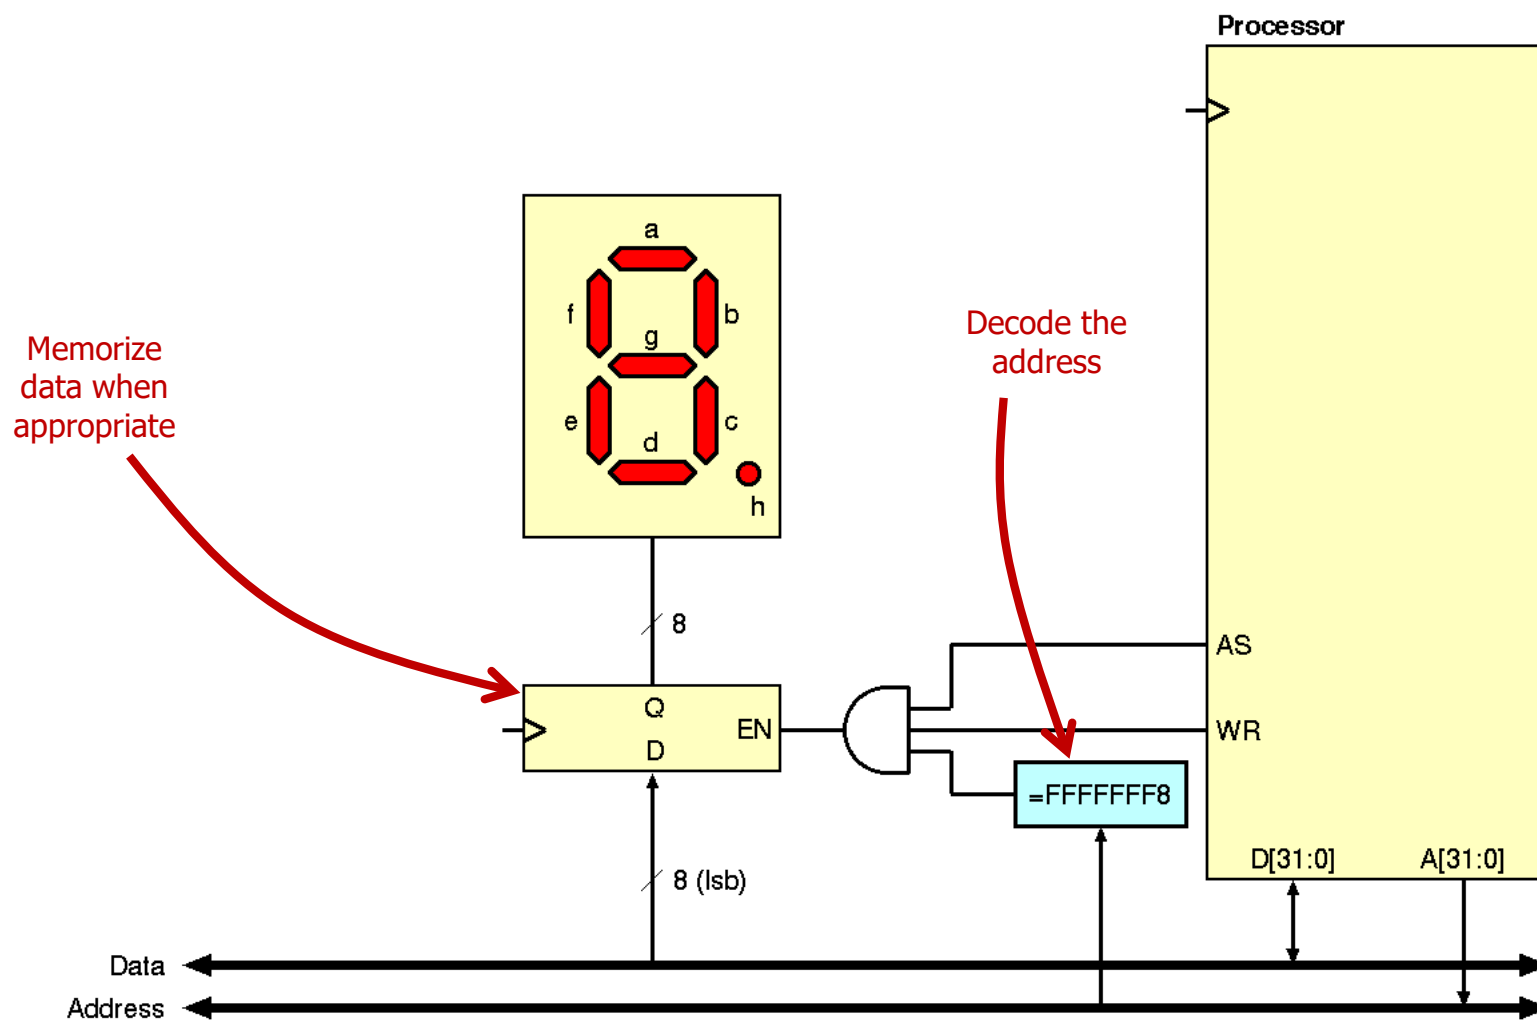 Processor
a
f
b
g
e
c
d
h
Memorize
data when
appropriate
Decode the
address
8
AS
Q
EN
WR
D
=FFFFFFF8
8 (lsb)
D[31:0]
A[31:0]
Data
Address